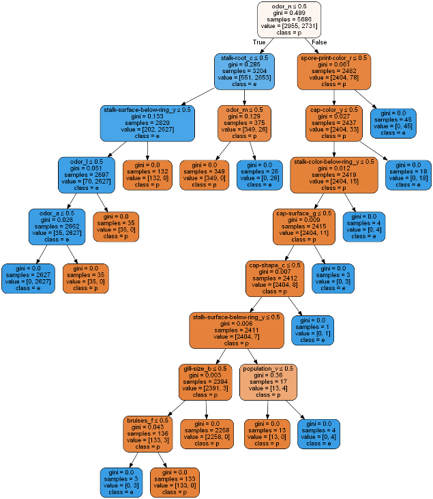 odor_n ≤ 0.5
gini = 0.499
samples = 5686
value = [2955, 2731]
class = p
True
False
stalk-root_c ≤ 0.5
gini = 0.285
samples = 3204
value = [551, 2653]
class = e
spore-print-color_r ≤ 0.5
gini = 0.061
samples = 2482
value = [2404, 78]
class = p
stalk-surface-below-ring_y ≤ 0.5
gini = 0.133
samples = 2829
value = [202, 2627]
class = e
odor_m ≤ 0.5
gini = 0.129
samples = 375
value = [349, 26]
class = p
cap-color_y ≤ 0.5
gini = 0.027
samples = 2437
value = [2404, 33]
class = p
gini = 0.0
samples = 45
value = [0, 45]
class = e
odor_l ≤ 0.5
gini = 0.051
samples = 2697
value = [70, 2627]
class = e
gini = 0.0
samples = 132
value = [132, 0]
class = p
gini = 0.0
samples = 349
value = [349, 0]
class = p
gini = 0.0
samples = 26
value = [0, 26]
class = e
stalk-color-below-ring_y ≤ 0.5
gini = 0.012
samples = 2419
value = [2404, 15]
class = p
gini = 0.0
samples = 18
value = [0, 18]
class = e
odor_a ≤ 0.5
gini = 0.026
samples = 2662
value = [35, 2627]
class = e
gini = 0.0
samples = 35
value = [35, 0]
class = p
cap-surface_g ≤ 0.5
gini = 0.009
samples = 2415
value = [2404, 11]
class = p
gini = 0.0
samples = 4
value = [0, 4]
class = e
gini = 0.0
samples = 2627
value = [0, 2627]
class = e
gini = 0.0
samples = 35
value = [35, 0]
class = p
cap-shape_c ≤ 0.5
gini = 0.007
samples = 2412
value = [2404, 8]
class = p
gini = 0.0
samples = 3
value = [0, 3]
class = e
stalk-surface-below-ring_y ≤ 0.5
gini = 0.006
samples = 2411
value = [2404, 7]
class = p
gini = 0.0
samples = 1
value = [0, 1]
class = e
gill-size_b ≤ 0.5
gini = 0.003
samples = 2394
value = [2391, 3]
class = p
population_v ≤ 0.5
gini = 0.36
samples = 17
value = [13, 4]
class = p
bruises_f ≤ 0.5
gini = 0.043
samples = 136
value = [133, 3]
class = p
gini = 0.0
samples = 2258
value = [2258, 0]
class = p
gini = 0.0
samples = 13
value = [13, 0]
class = p
gini = 0.0
samples = 4
value = [0, 4]
class = e
gini = 0.0
samples = 3
value = [0, 3]
class = e
gini = 0.0
samples = 133
value = [133, 0]
class = p